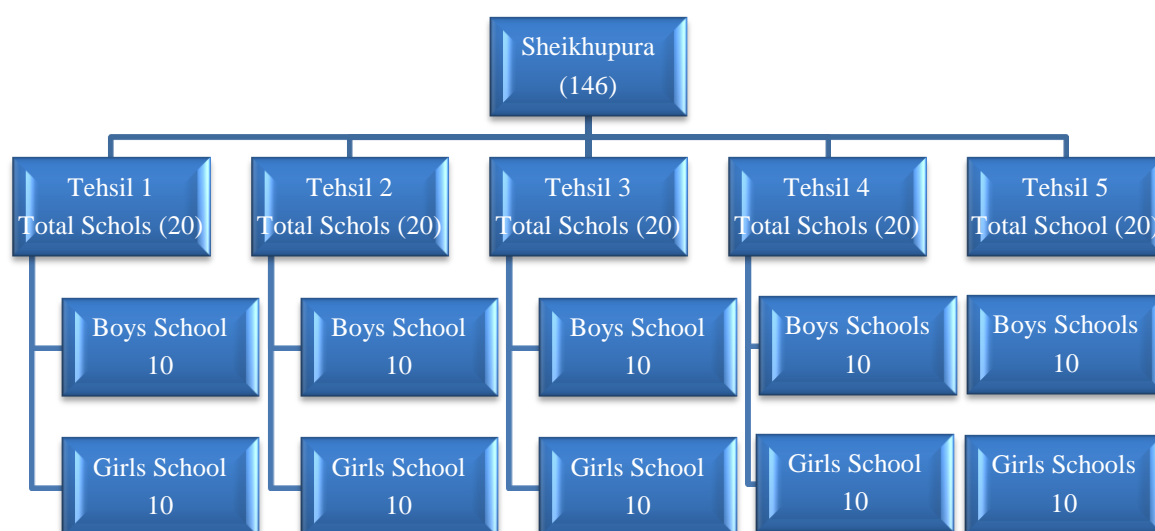 Sheikhupura
(146)
Tehsil 1
Total Schols (20)
Tehsil 2
Total Schols (20)
Tehsil 3
Total Schols (20)
Tehsil 4
Total Schols (20)
Tehsil 5
Total School (20)
Boys School
10
Boys School
10
Boys School
10
Boys Schools
10
Boys Schools
10
Girls School
10
Girls School
10
Girls School
10
Girls School
10
Girls Schools
10